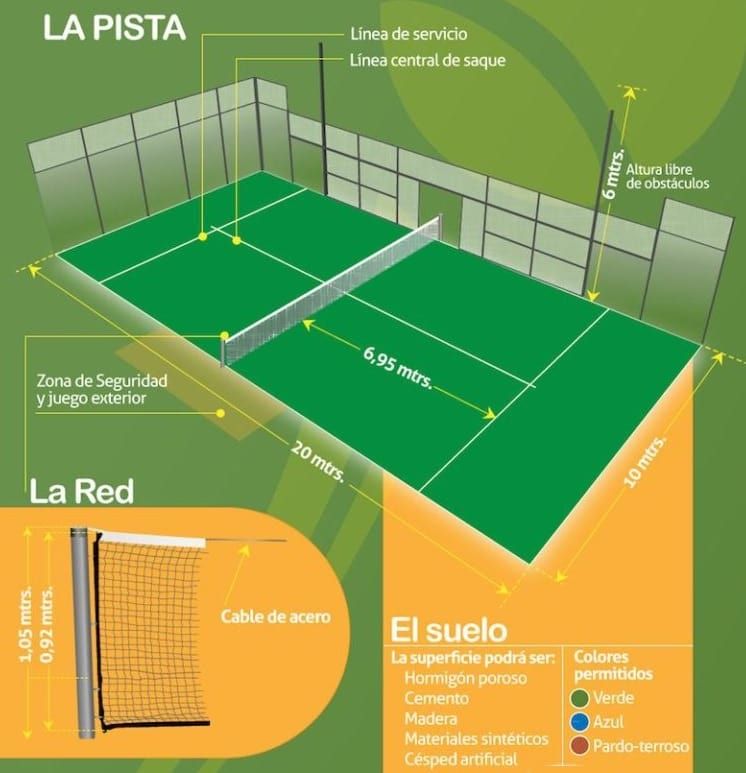 LA PISTA
Línea de servicio
Línea central de saque
6 mtrs.
Altura libre
de obstáculos
6,95 mtrs.
Zona de Seguridad
y juego exterior
20 mtrs.
10 mtrs.
La Red
1,05 mtrs.
0,92 mtrs.
Cable de acero
El suelo
La superficie podrá ser:
Hormigón poroso
Cemento
Madera
Materiales sintéticos
Césped artificial
Colores
permitidos
Verde
Azul
Pardo-terroso